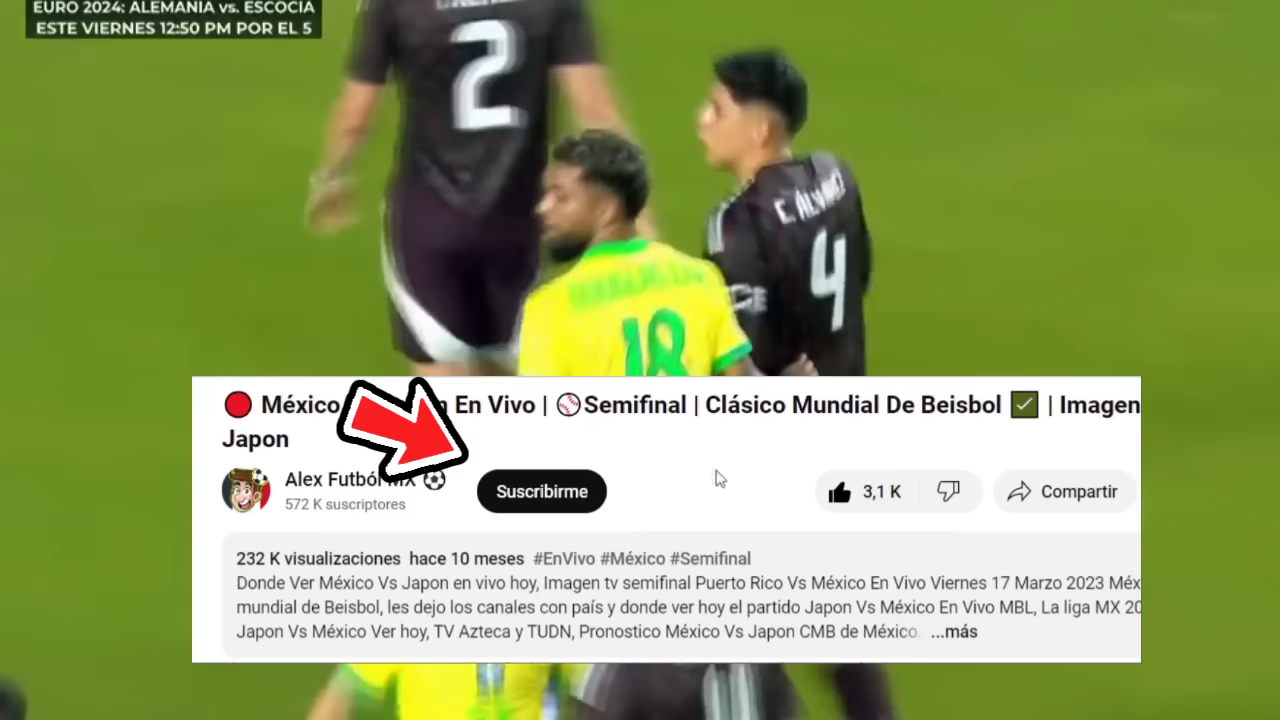 EURO 2024: ALEMANIA vs. ESCOCIA
ESTE VIERNES 12:50 PM POR EL 5
2
E. ÁLVAREZ
4
18
México En Vivo | Semifinal | Clásico Mundial De Beisbol | Imagen
Japon
Alex Futból MX
Suscribirme
572 K suscriptores
3,1 K
Compartir
232 K visualizaciones hace 10 meses #EnVivo #México #Semifinal
Donde Ver México Vs Japon en vivo hoy, Imagen tv semifinal Puerto Rico Vs México En Vivo Viernes 17 Marzo 2023 Méx
mundial de Beisbol, les dejo los canales con país y donde ver hoy el partido Japon Vs México En Vivo MBL, La liga MX 20
Japon Vs México Ver hoy, TV Azteca y TUDN, Pronostico México Vs Japon CMB de México. ...más